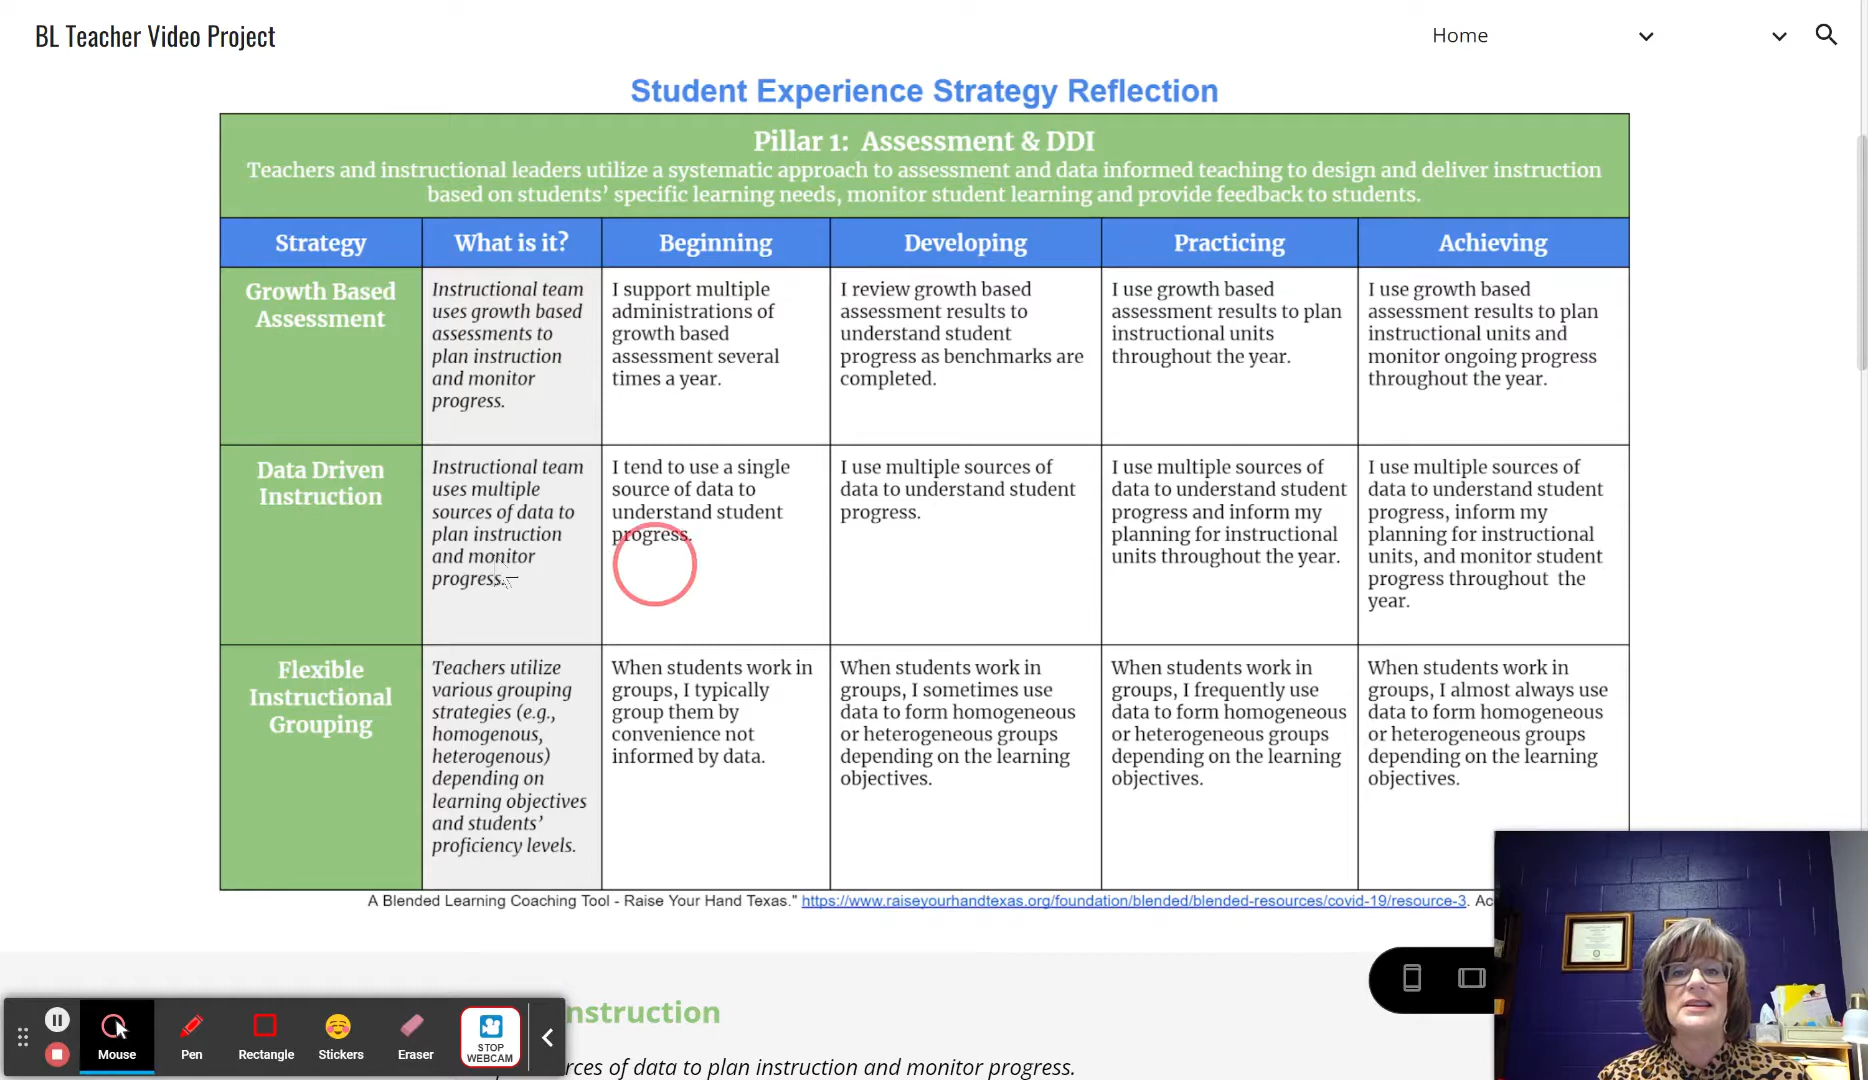 BL Teacher Video Project
Home
Student Experience Strategy Reflection
Pillar 1: Assessment & DDI
Teachers and instructional leaders utilize a systematic approach to assessment and data informed teaching to design and deliver instruction
based on students’ specific learning needs, monitor student learning and provide feedback to students.
Strategy
What is it?
Beginning
Developing
Practicing
Achieving
Growth Based
Assessment
Instructional team
uses growth based
assessments to
plan instruction
and monitor
progress.
I support multiple
administrations of
growth based
assessment several
times a year.
I review growth based
assessment results to
understand student
progress as benchmarks are
completed.
I use growth based
assessment results to plan
instructional units
throughout the year.
I use growth based
assessment results to plan
instructional units and
monitor ongoing progress
throughout the year.
Data Driven
Instruction
Instructional team
uses multiple
sources of data to
plan instruction
and monitor
progress.
I tend to use a single
source of data to
understand student
progress.
I use multiple sources of
data to understand student
progress.
I use multiple sources of
data to understand student
progress and inform my
planning for instructional
units throughout the year.
I use multiple sources of
data to understand student
progress, inform my
planning for instructional
units, and monitor student
progress throughout the
year.
Flexible
Instructional
Grouping
Teachers utilize
various grouping
strategies (e.g.,
homogenous,
heterogenous)
depending on
learning objectives
and students’
proficiency levels.
When students work in
groups, I typically
group them by
convenience not
informed by data.
When students work in
groups, I sometimes use
data to form homogeneous
or heterogeneous groups
depending on the learning
objectives.
When students work in
groups, I frequently use
data to form homogeneous
or heterogeneous groups
depending on the learning
objectives.
When students work in
groups, I almost always use
data to form homogeneous
or heterogeneous groups
depending on the learning
objectives.
A Blended Learning Coaching Tool - Raise Your Hand Texas." https://www.raiseyourhandtexas.org/foundation/blended/blended-resources/covid-19/resource-3. Ac
nstruction
rces of data to plan instruction and monitor progress.
Mouse
Pen
Rectangle
Stickers
Eraser
STOP
WEBCAM